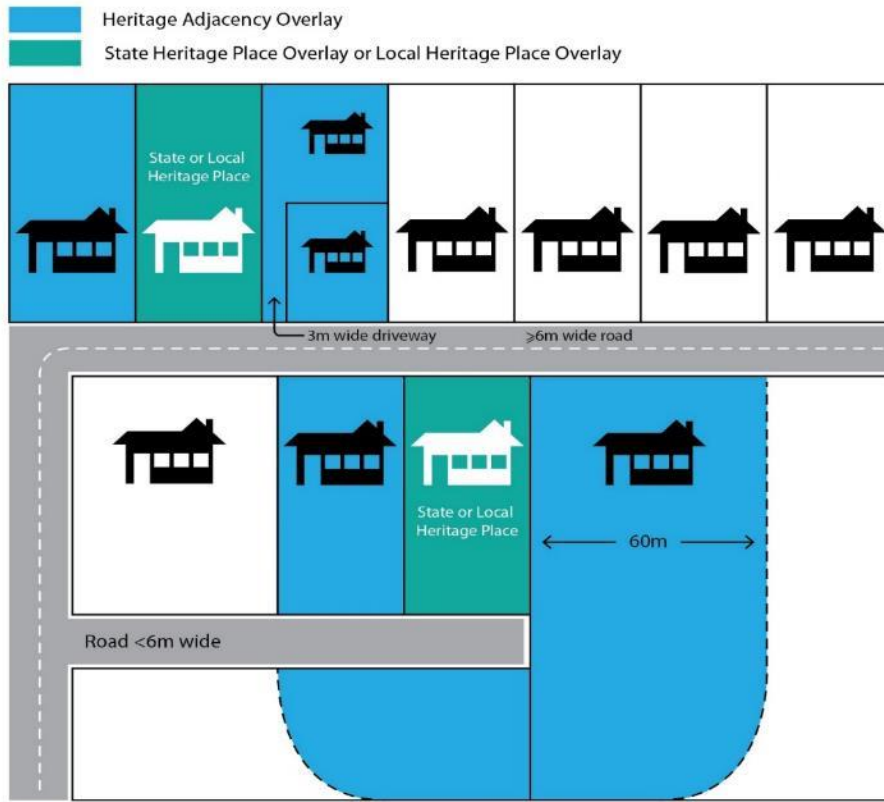 Heritage Adjacency Overlay
State Heritage Place Overlay or Local Heritage Place Overlay
State or Local
Heritage Place
3m wide driveway
⩾6m wide road
State or Local
Heritage Place
60m
Road <6m wide